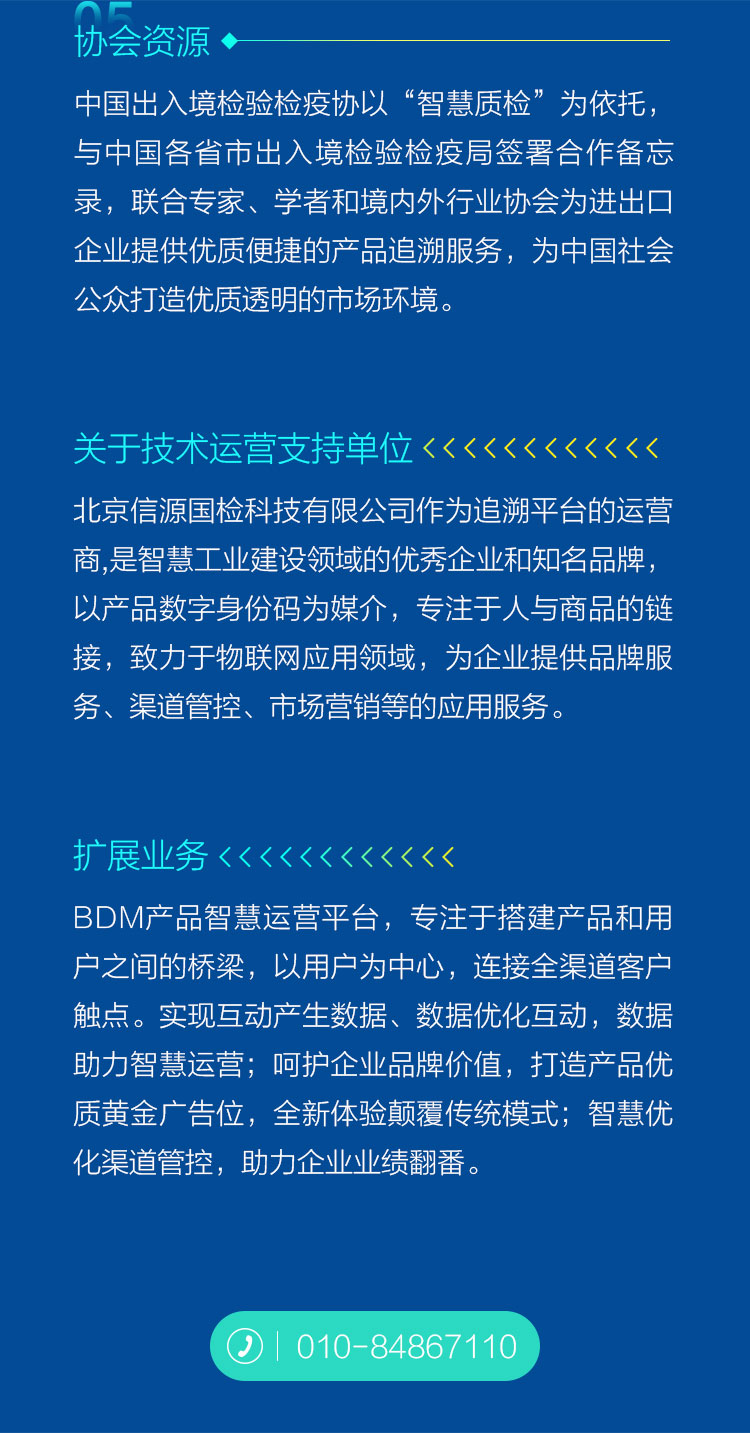 05
协会资源
中国出入境检验检疫协以“智慧质检”为依托，
与中国各省市出入境检验检疫局签署合作备忘
录，联合专家、学者和境内外行业协会为进出口
企业提供优质便捷的产品追溯服务，为中国社会
公众打造优质透明的市场环境。
关于技术运营支持单位
北京信源国检科技有限公司作为追溯平台的运营
商,是智慧工业建设领域的优秀企业和知名品牌，
以产品数字身份码为媒介，专注于人与商品的链
接，致力于物联网应用领域，为企业提供品牌服
务、渠道管控、市场营销等的应用服务。
扩展业务
BDM产品智慧运营平台，专注于搭建产品和用
户之间的桥梁，以用户为中心，连接全渠道客户
触点。实现互动产生数据、数据优化互动，数据
助力智慧运营；呵护企业品牌价值，打造产品优
质黄金广告位，全新体验颠覆传统模式；智慧优
化渠道管控，助力企业业绩翻番。
010-84867110